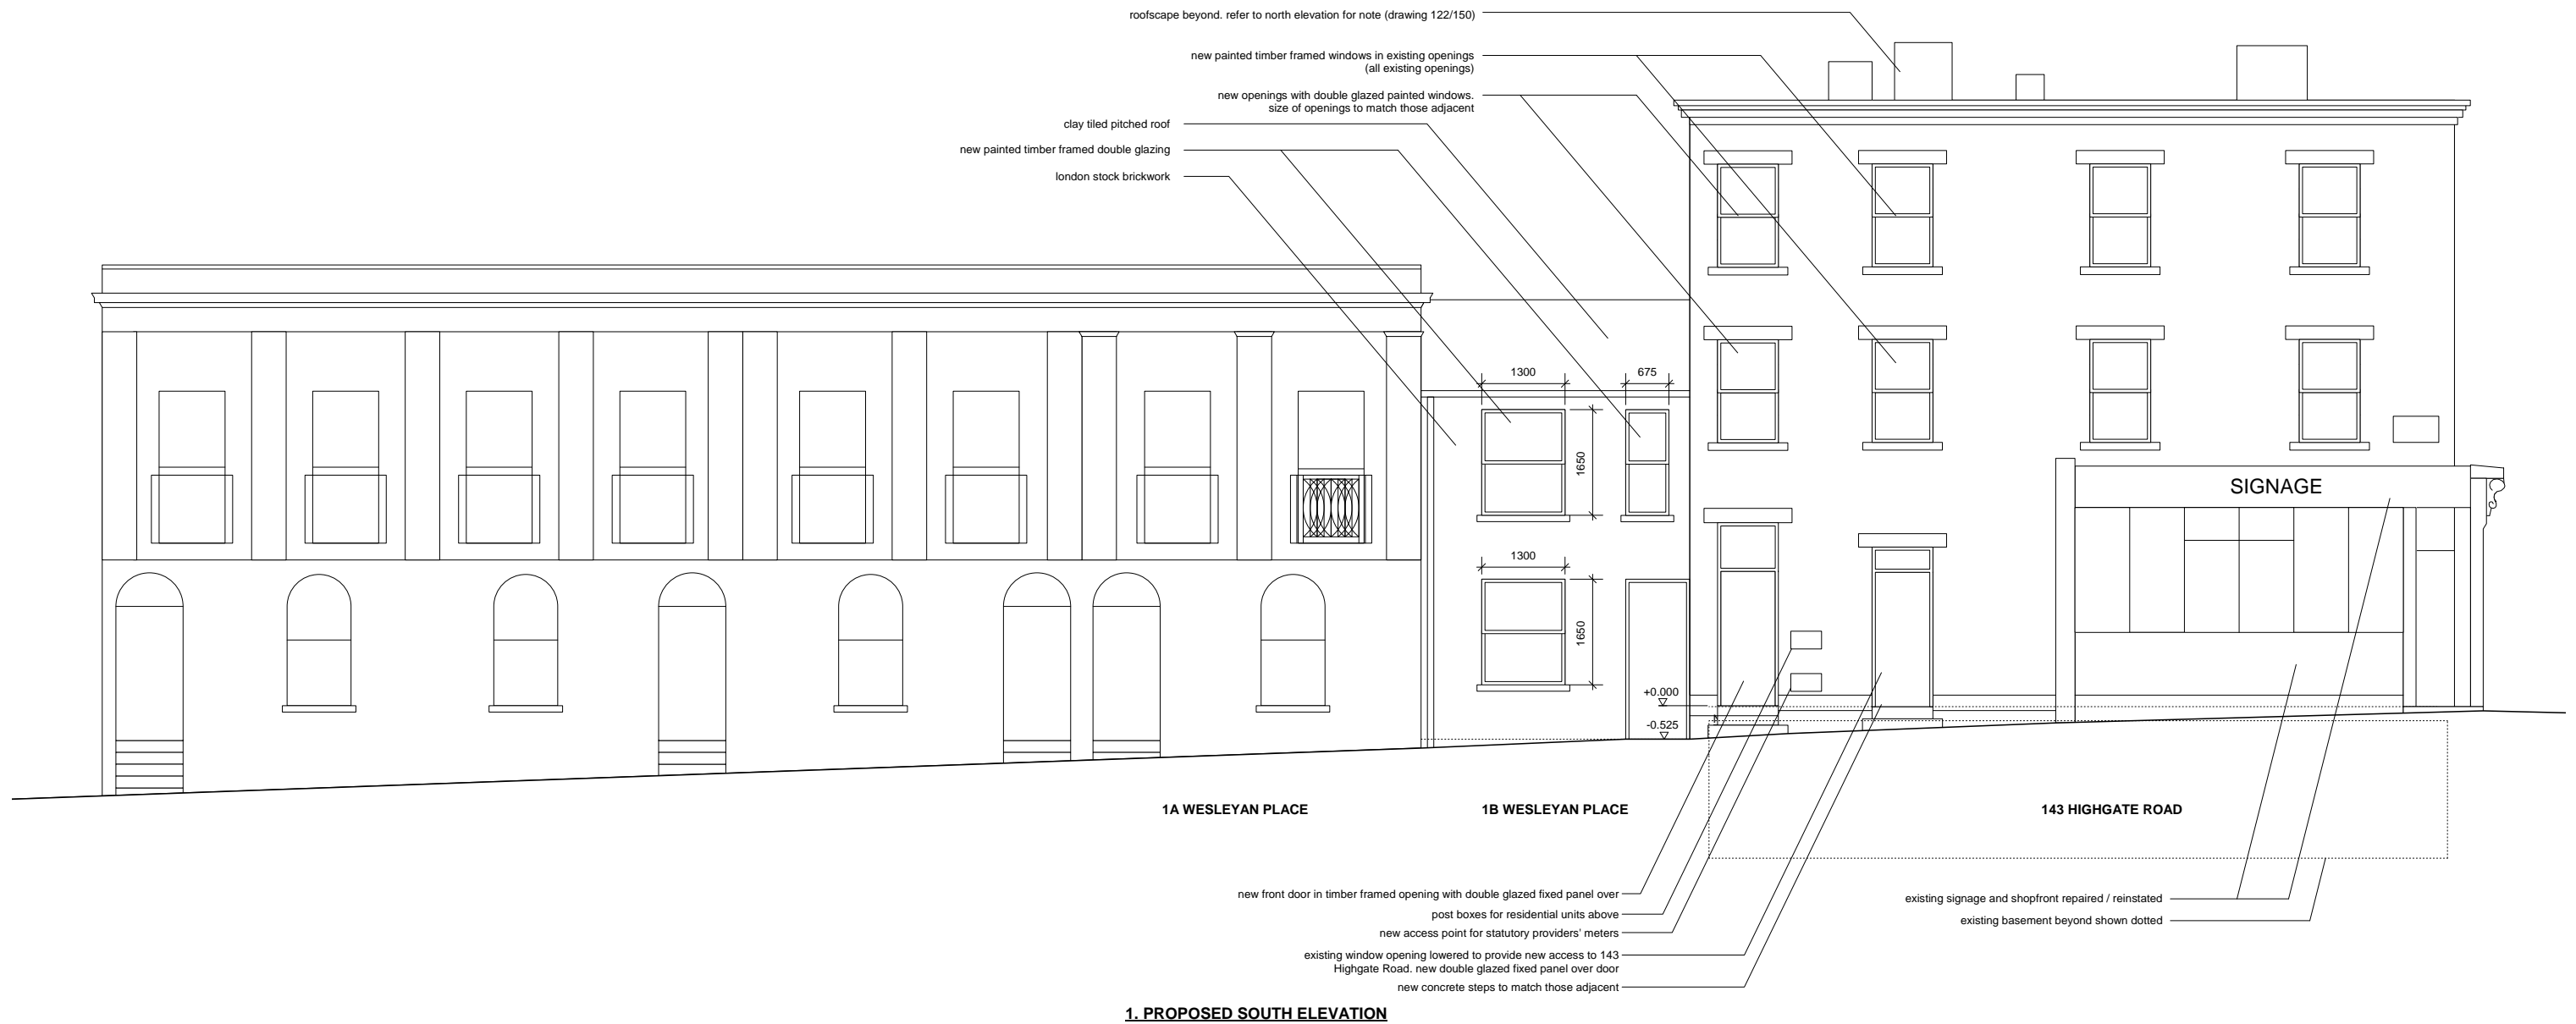 roofscape beyond. refer to north elevation for note (drawing 122/150)
new painted timber framed windows in existing openings
(all existing openings)
new openings with double glazed painted windows.
size of openings to match those adjacent
clay tiled pitched roof
new painted timber framed double glazing
london stock brickwork
1300
675
1650
SIGNAGE
1300
1650
+0.000
-0.525
1A WESLEYAN PLACE
1B WESLEYAN PLACE
143 HIGHGATE ROAD
new front door in timber framed opening with double glazed fixed panel over
post boxes for residential units above
new access point for statutory providers' meters
existing window opening lowered to provide new access to 143
Highgate Road. new double glazed fixed panel over door
new concrete steps to match those adjacent
existing signage and shopfront repaired / reinstated
existing basement beyond shown dotted
1. PROPOSED SOUTH ELEVATION